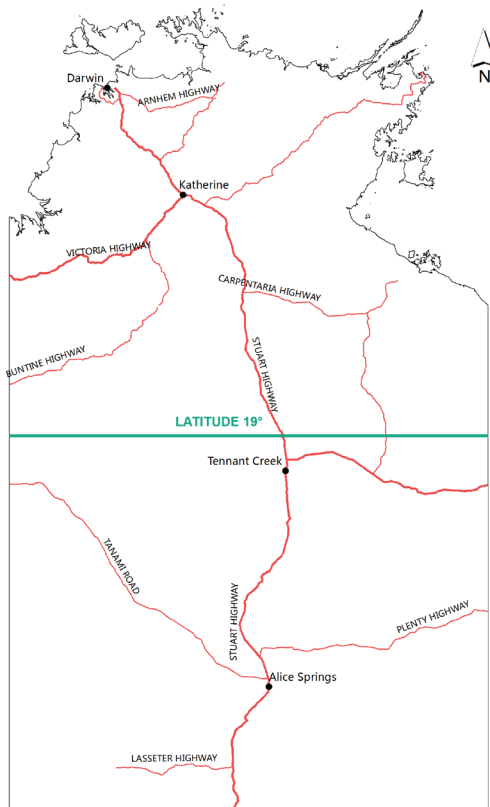 Darwin
ARNHEM HIGHWAY
N
Katherine
VICTORIA HIGHWAY
CARPENTARIA HIGHWAY
BUNTINE HIGHWAY
STUART HIGHWAY
LATITUDE 19°
Tennant Creek
TANAMI ROAD
STUART HIGHWAY
PLENTY HIGHWAY
Alice Springs
LASSETER HIGHWAY